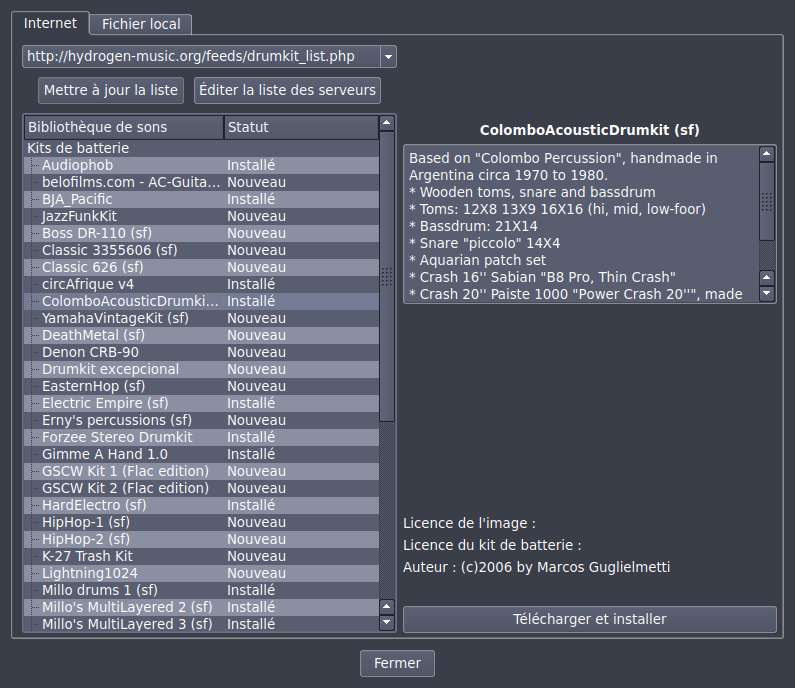 Internet
Fichier local
http://hydrogen-music.org/feeds/drumkit_list.php
Mettre à jour la liste
Éditer la liste des serveurs
Bibliothèque de sons Statut
Kits de batterie
Audiophob Installé
belofilms.com - AC-Guita... Nouveau
BJA_Pacific Installé
JazzFunkKit Nouveau
Boss DR-110 (sf) Nouveau
Classic 3355606 (sf) Nouveau
Classic 626 (sf) Nouveau
circAfrique v4 Installé
ColomboAcousticDrumki... Installé
YamahaVintageKit (sf) Nouveau
DeathMetal (sf) Nouveau
Denon CRB-90 Nouveau
Drumkit excepcional Nouveau
EasternHop (sf) Nouveau
Electric Empire (sf) Installé
Erny's percussions (sf) Nouveau
Forzee Stereo Drumkit Installé
Gimme A Hand 1.0 Installé
GSCW Kit 1 (Flac edition) Nouveau
GSCW Kit 2 (Flac edition) Nouveau
HardElectro (sf) Installé
HipHop-1 (sf) Nouveau
HipHop-2 (sf) Nouveau
K-27 Trash Kit Nouveau
Lightning1024 Nouveau
Millo drums 1 (sf) Installé
Millo's MultiLayered 2 (sf) Installé
Millo's MultiLayered 3 (sf) Installé
ColomboAcousticDrumkit (sf)
Based on "Colombo Percussion", handmade in
Argentina circa 1970 to 1980.
* Wooden toms, snare and bassdrum
* Toms: 12X8 13X9 16X16 (hi, mid, low-foor)
* Bassdrum: 21X14
* Snare "piccolo" 14X4
* Aquarian patch set
* Crash 16'' Sabian "B8 Pro, Thin Crash"
* Crash 20'' Paiste 1000 "Power Crash 20''", made
Licence de l'image :
Licence du kit de batterie :
Auteur : (c)2006 by Marcos Guglielmetti
Télécharger et installer
Fermer